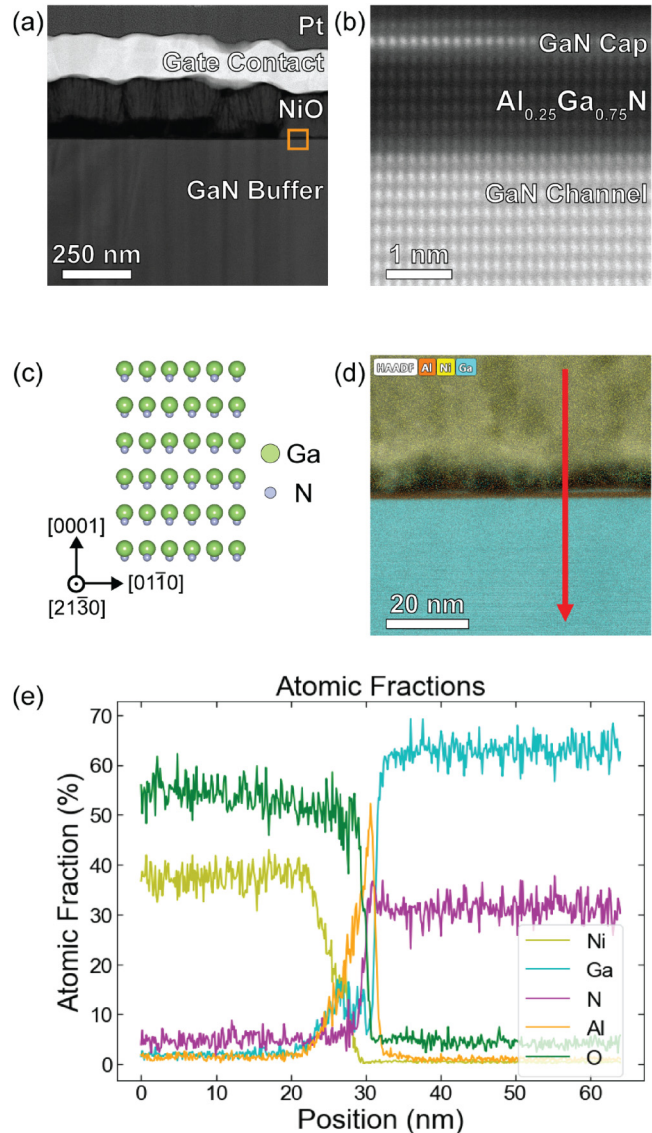 (a)
Pt
Gate Contact
NiO
GaN Buffer
250 nm
(b)
GaN Cap
Al0.25Ga0.75N
GaN Channel
1 nm
(c)
Ga
N
[0001]
[011̅0]
[213̅0]
(d)
HAADF Al Ni Ga
20 nm
(e)
Atomic Fractions
Atomic Fraction (%)
70
60
50
40
30
20
10
0
0 10 20 30 40 50 60
Position (nm)
Ni
Ga
N
Al
O